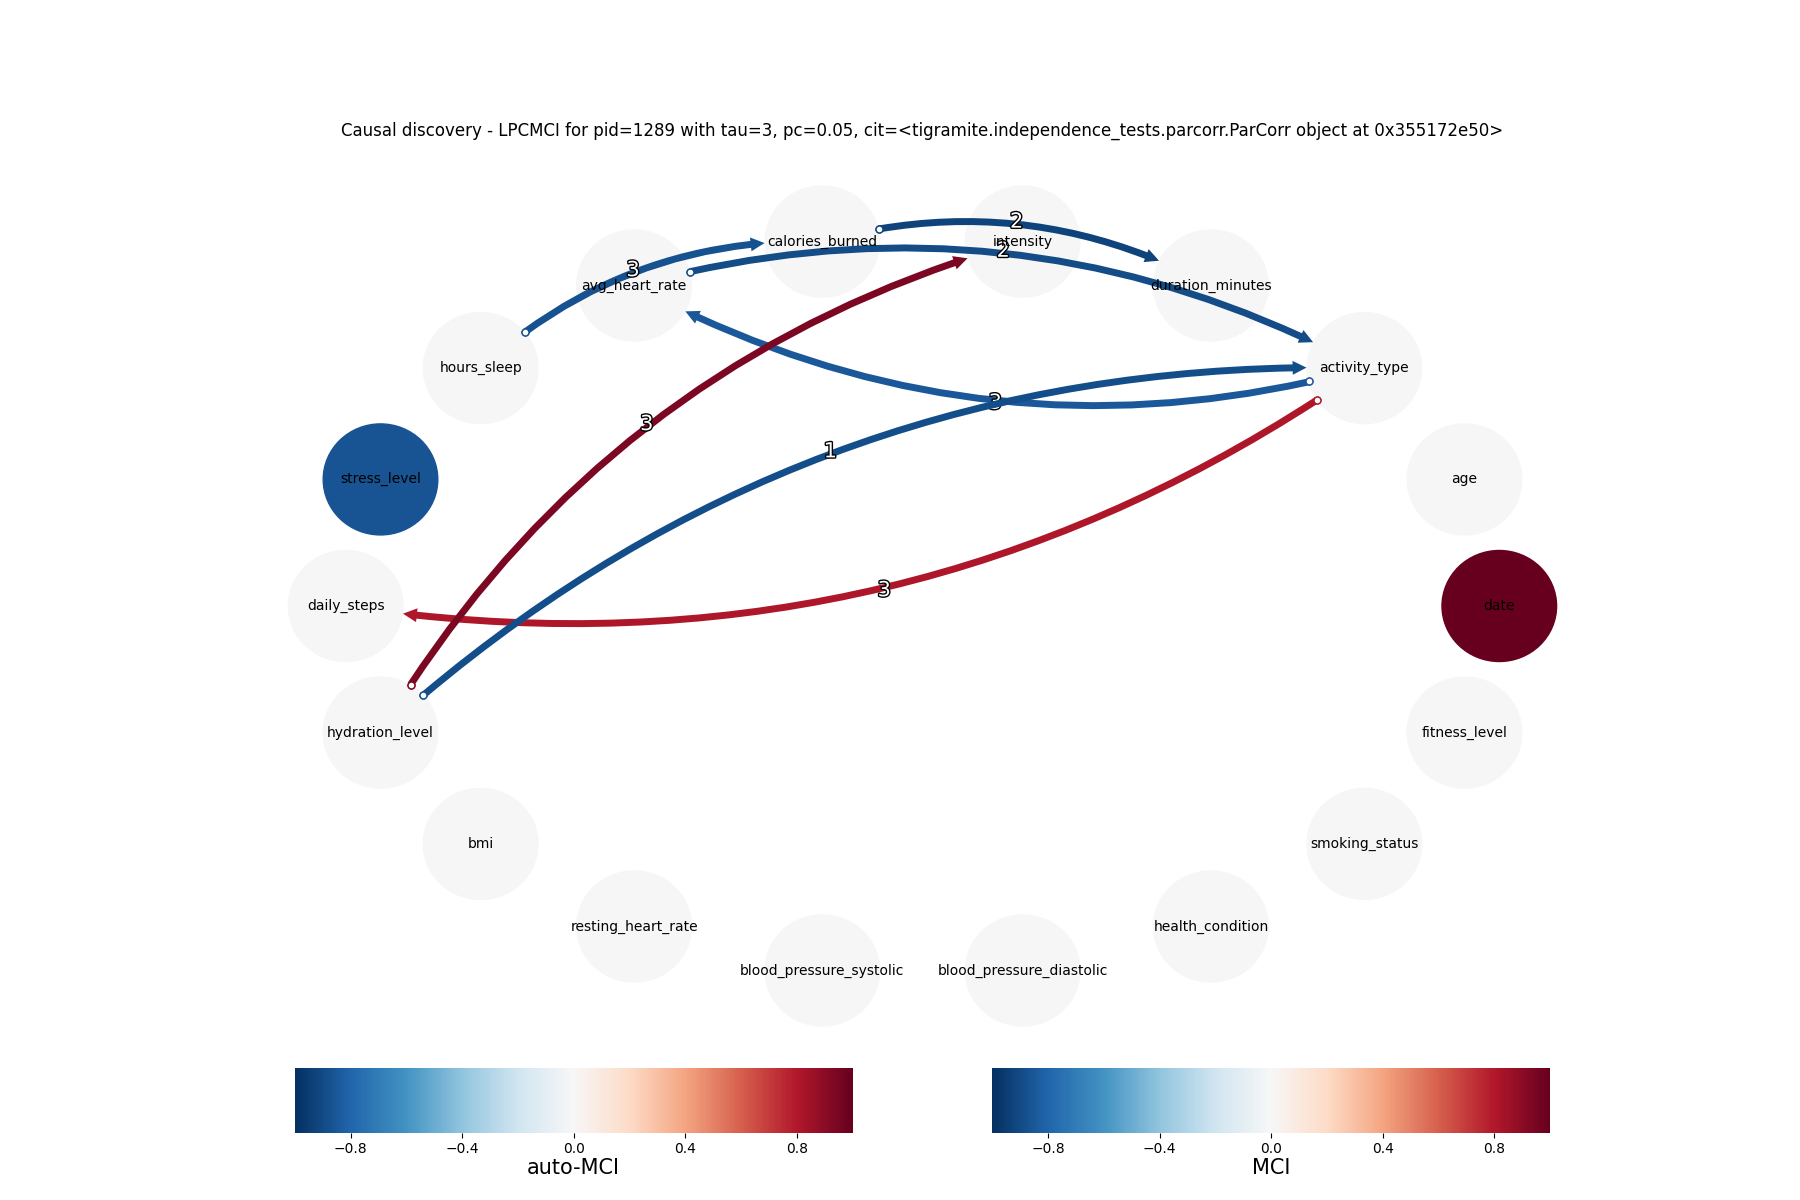 Causal discovery - LPCMCI for pid=1289 with tau=3, pc=0.05, cit=<tigramite.independence_tests.parcorr.ParCorr object at 0x355172e50>
2
calories_burned
intensity
2
3
avg_heart_rate
duration_minutes
hours_sleep
activity_type
3
3
1
stress_level
age
3
daily_steps
date
hydration_level
fitness_level
bmi
smoking_status
resting_heart_rate
health_condition
blood_pressure_systolic
blood_pressure_diastolic
−0.8 −0.4 0.0 0.4 0.8
auto-MCI
−0.8 −0.4 0.0 0.4 0.8
MCI